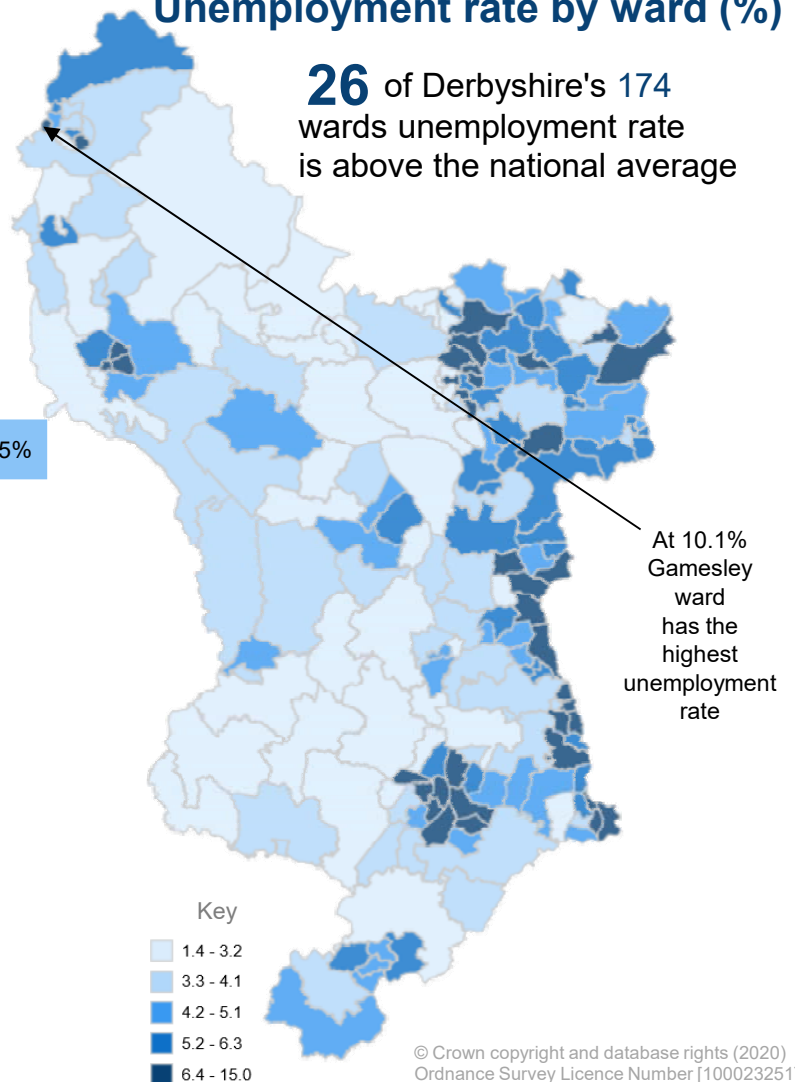 Unemployment rate by ward (%)
26 of Derbyshire's 174
wards unemployment rate
is above the national average
5%
At 10.1%
Gamesley
ward
has the
highest
unemployment
rate
Key
1.4 - 3.2
3.3 - 4.1
4.2 - 5.1
5.2 - 6.3
6.4 - 15.0
© Crown copyright and database rights (2020)
Ordnance Survey Licence Number [100023251]